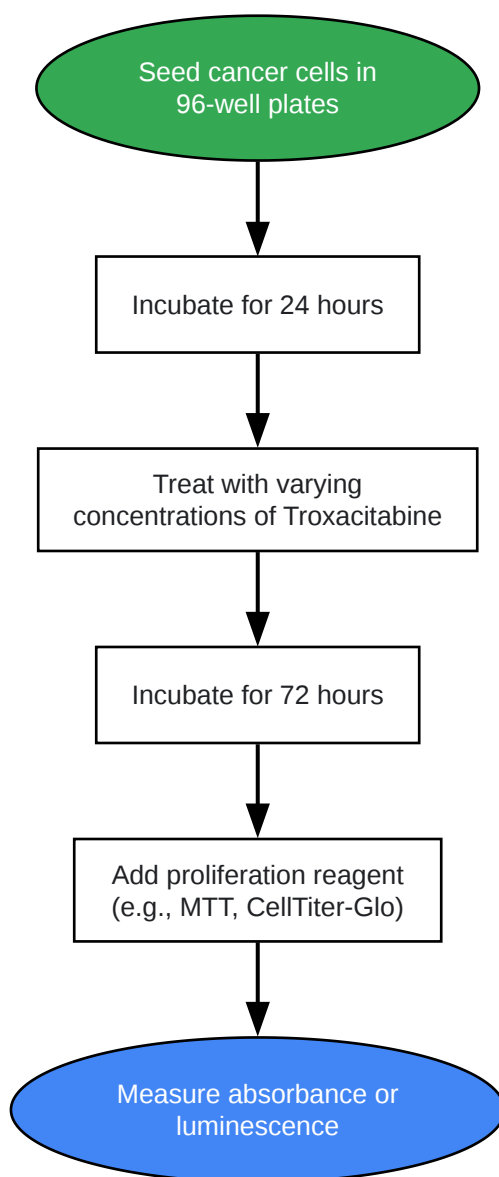 Seed cancer cells in
96-well plates
Incubate for 24 hours
Treat with varying
concentrations of Troxacitabine
Incubate for 72 hours
Add proliferation reagent
(e.g., MTT, CellTiter-Glo)
Measure absorbance or
luminescence